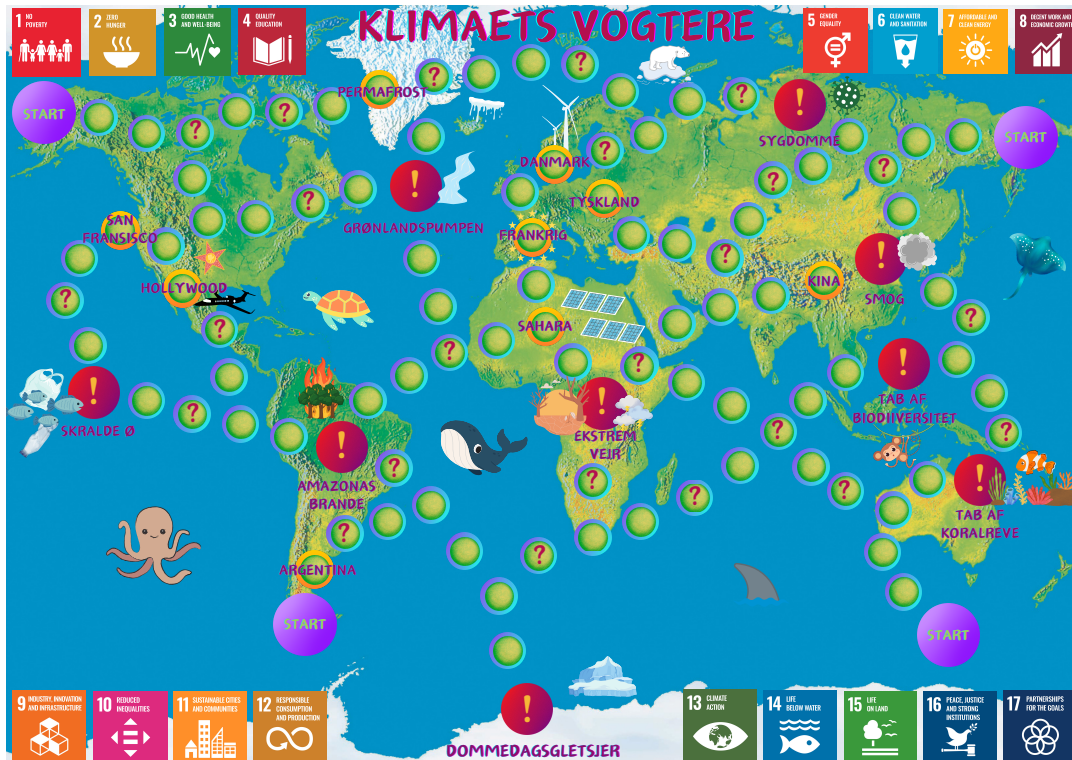 1 NO
POVERTY
2 ZERO
HUNGER
3 GOOD HEALTH
AND WELL-BEING
4 QUALITY
EDUCATION
KLIMAETS VOGTERE
5 GENDER
EQUALITY
6 CLEAN WATER
AND SANITATION
7 AFFORDABLE AND
CLEAN ENERGY
8 DECENT WORK AND
ECONOMIC GROWTH
START
PERMAFROST
?
?
?
?
?
!
SYGDOMME
START
DANMARK
?
?
?
!
GRØNLANDSPUMPEN
?
TYSKLAND
SAN
FRANSISCO
FRANKRIG
?
!
SMOG
HOLLYWOOD
KINA
?
?
?
SAHARA
?
?
!
SKRALDE Ø
?
!
EKSTREM
VEJR
!
TAB AF
BIODIIVERSITET
?
?
!
AMAZONAS
BRANDE
?
?
?
?
!
TAB AF
KORALREVE
?
?
ARGENTINA
START
START
9 INDUSTRY, INNOVATION
AND INFRASTRUCTURE
10 REDUCED
INEQUALITIES
11 SUSTAINABLE CITIES
AND COMMUNITIES
12 RESPONSIBLE
CONSUMPTION
AND PRODUCTION
!
DOMMEDAGSGLETSJER
13 CLIMATE
ACTION
14 LIFE
BELOW WATER
15 LIFE
ON LAND
16 PEACE, JUSTICE
AND STRONG
INSTITUTIONS
17 PARTNERSHIPS
FOR THE GOALS